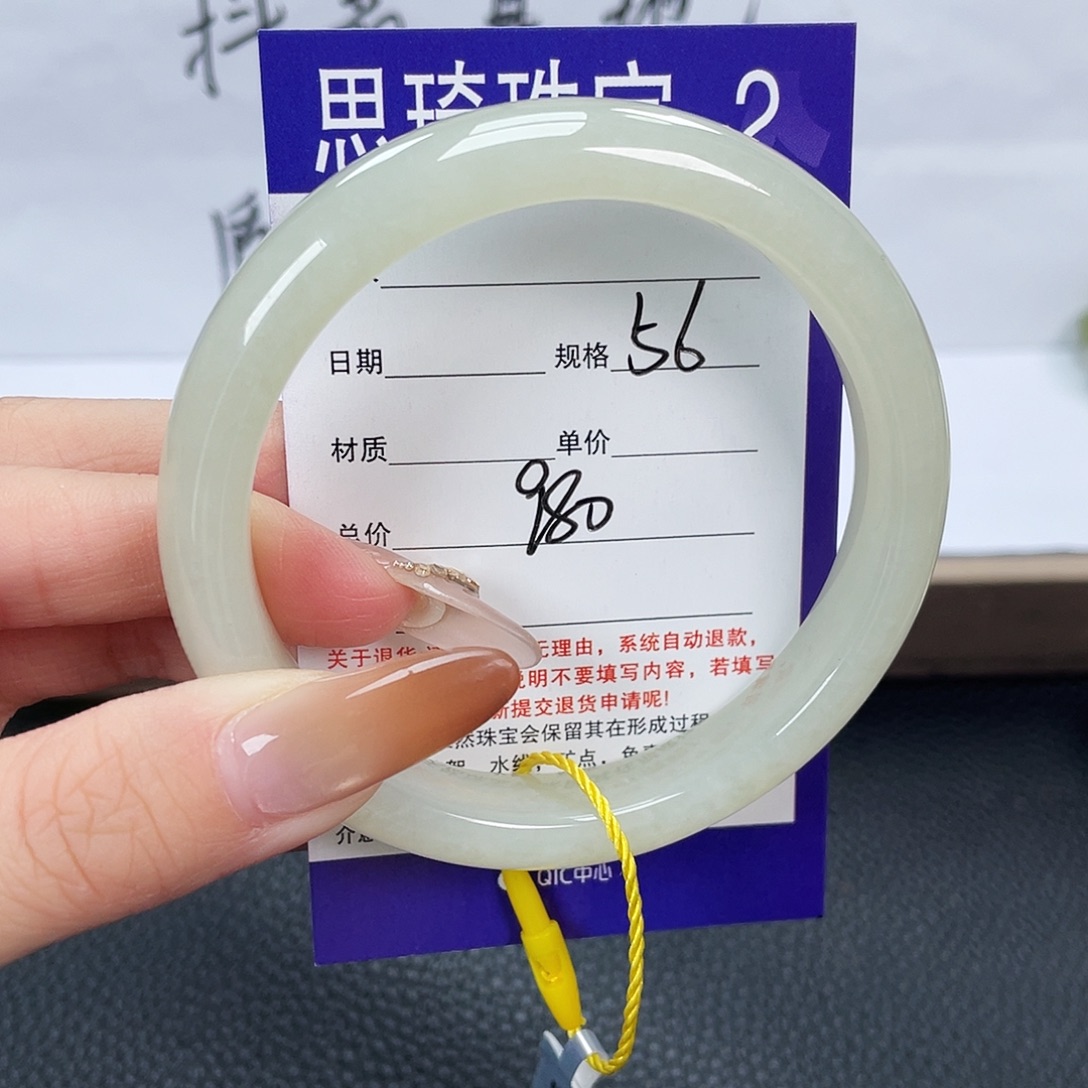 思琦珠宝 2
日期 规格 56
材质 单价
总价 980
关于退货 无理由，系统自动退款，
说明不要填写内容，若填写
新提交退货申请呢！
然珠宝会保留其在形成过程
水线，矿点，色
QIC中心